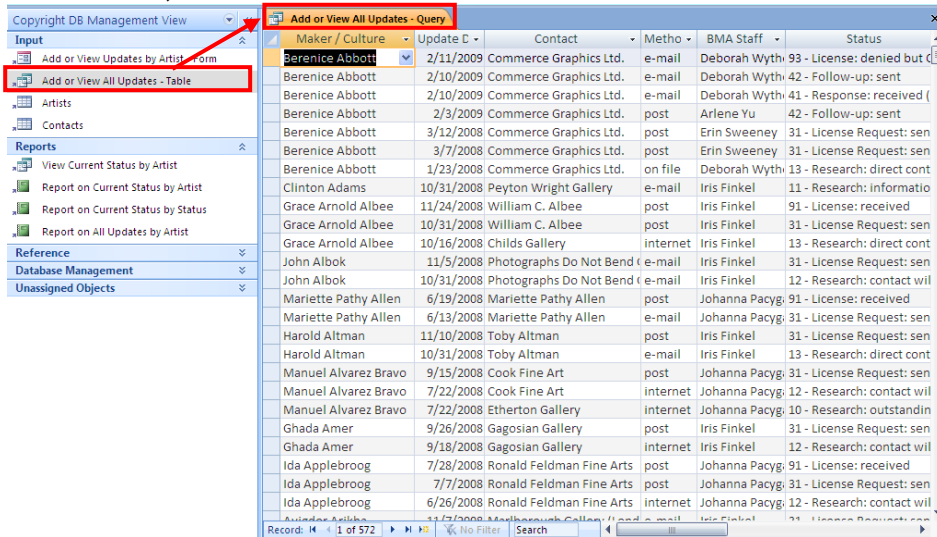 Copyright DB Management View
Input
Add or View Updates by Artist - Form
Add or View All Updates - Table
Artists
Contacts
Reports
View Current Status by Artist
Report on Current Status by Artist
Report on Current Status by Status
Report on All Updates by Artist
Reference
Database Management
Unassigned Objects
Add or View All Updates - Query
Maker / Culture Update D Contact Metho BMA Staff Status
Berenice Abbott 2/11/2009 Commerce Graphics Ltd. e-mail Deborah Wyth 93 - License: denied but
Berenice Abbott 2/10/2009 Commerce Graphics Ltd. e-mail Deborah Wyth 42 - Follow-up: sent
Berenice Abbott 2/10/2009 Commerce Graphics Ltd. e-mail Deborah Wyth 41 - Response: received (
Berenice Abbott 2/3/2009 Commerce Graphics Ltd. post Arlene Yu 42 - Follow-up: sent
Berenice Abbott 3/12/2008 Commerce Graphics Ltd. post Erin Sweeney 31 - License Request: sen
Berenice Abbott 3/7/2008 Commerce Graphics Ltd. post Erin Sweeney 31 - License Request: sen
Berenice Abbott 1/23/2008 Commerce Graphics Ltd. on file Deborah Wyth 13 - Research: direct cont
Clinton Adams 10/31/2008 Peyton Wright Gallery e-mail Iris Finkel 11 - Research: informatio
Grace Arnold Albee 11/24/2008 William C. Albee post Iris Finkel 91 - License: received
Grace Arnold Albee 10/31/2008 William C. Albee post Iris Finkel 31 - License Request: sen
Grace Arnold Albee 10/16/2008 Childs Gallery internet Iris Finkel 13 - Research: direct cont
John Albok 11/5/2008 Photographs Do Not Bend e-mail Iris Finkel 31 - License Request: sen
John Albok 10/31/2008 Photographs Do Not Bend e-mail Iris Finkel 12 - Research: contact wil
Mariette Pathy Allen 6/19/2008 Mariette Pathy Allen post Johanna Pacyg 91 - License: received
Mariette Pathy Allen 6/13/2008 Mariette Pathy Allen e-mail Johanna Pacyg 31 - License Request: sen
Harold Altman 11/10/2008 Toby Altman post Iris Finkel 31 - License Request: sen
Harold Altman 10/31/2008 Toby Altman e-mail Iris Finkel 13 - Research: direct cont
Manuel Alvarez Bravo 9/15/2008 Cook Fine Art post Johanna Pacyg 31 - License Request: sen
Manuel Alvarez Bravo 7/22/2008 Cook Fine Art internet Johanna Pacyg 12 - Research: contact wil
Manuel Alvarez Bravo 7/22/2008 Etherton Gallery internet Johanna Pacyg 10 - Research: outstandin
Ghada Amer 9/26/2008 Gagosian Gallery post Iris Finkel 31 - License Request: sen
Ghada Amer 9/18/2008 Gagosian Gallery internet Iris Finkel 12 - Research: contact wil
Ida Applebroog 7/28/2008 Ronald Feldman Fine Arts post Johanna Pacyg 91 - License: received
Ida Applebroog 7/7/2008 Ronald Feldman Fine Arts post Johanna Pacyg 31 - License Request: sen
Ida Applebroog 6/26/2008 Ronald Feldman Fine Arts internet Johanna Pacyg 12 - Research: contact wil
Avigdor Arikha 11/7/2008 Marlborough Gallery (Lond e-mail Iris Finkel 31 - License Request: sen
Record: 1 of 572 No Filter Search